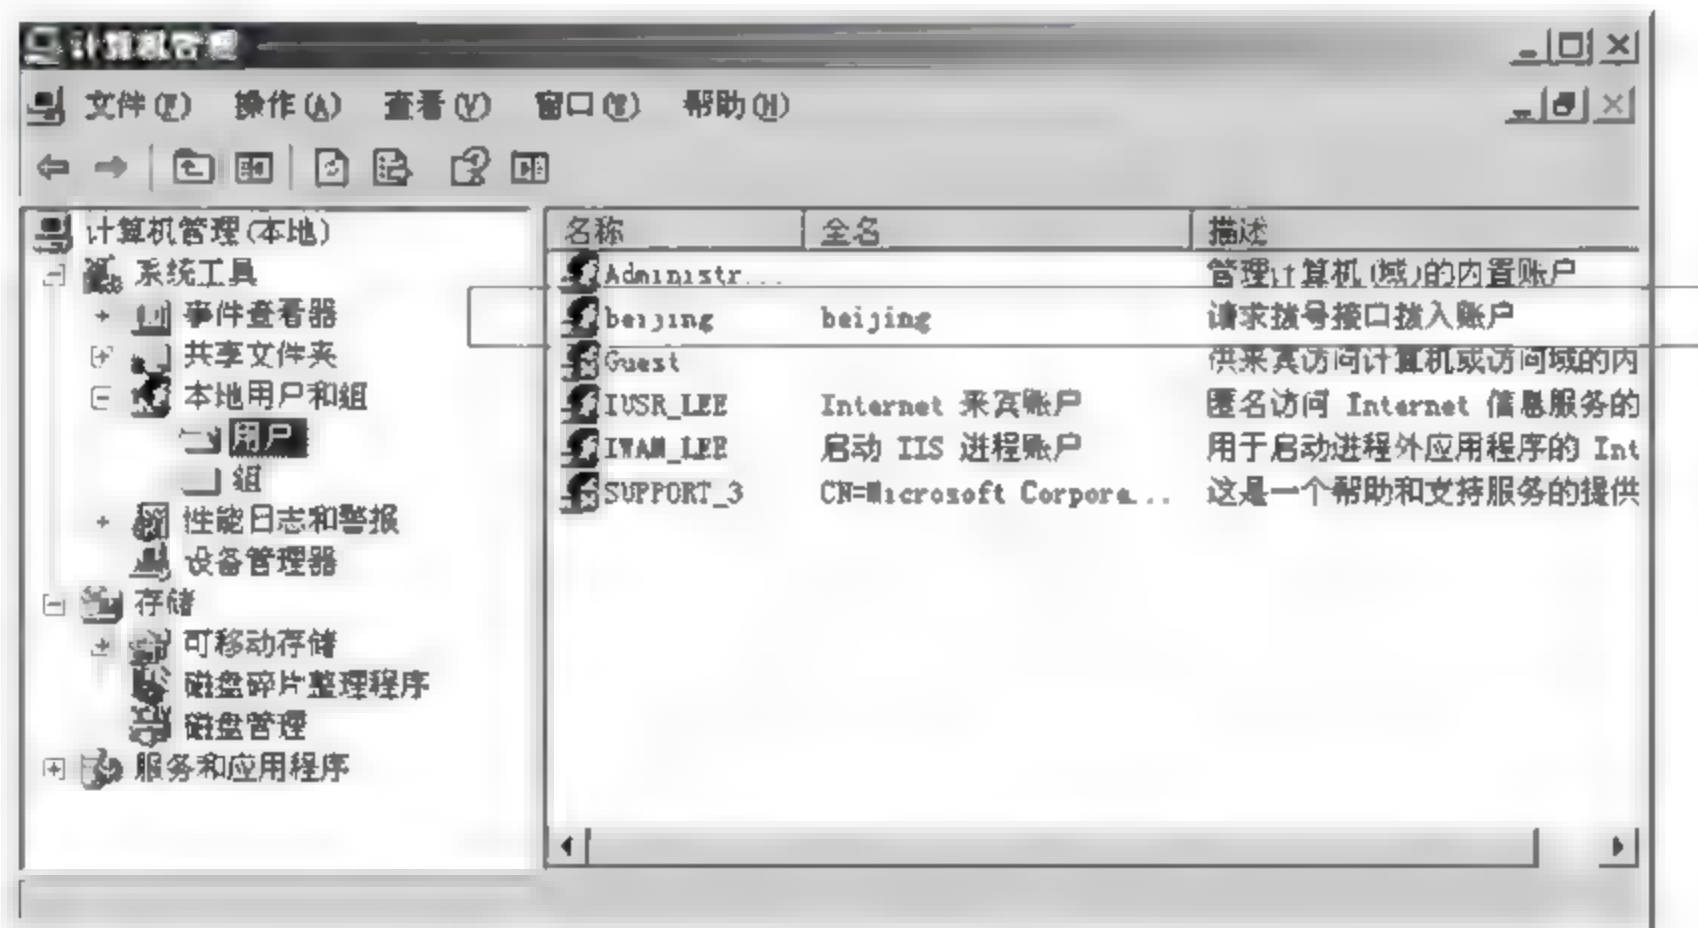 计算机管理
文件(F) 操作(A) 查看(V) 窗口(W) 帮助(H)
计算机管理(本地)
系统工具
事件查看器
共享文件夹
本地用户和组
用户
组
性能日志和警报
设备管理器
存储
可移动存储
磁盘碎片整理程序
磁盘管理
服务和应用程序
名称 全名 描述
Administr... 管理计算机(域)的内置账户
beijing beijing 请求拨号接口拨入账户
Guest 供来宾访问计算机或访问域的内
IUSR_LEE Internet 来宾账户 匿名访问 Internet 信息服务的
IWAM_LEE 启动 IIS 进程账户 用于启动进程外应用程序的 Int
SUPPORT_3 CN=Microsoft Corpora... 这是一个帮助和支持服务的提供